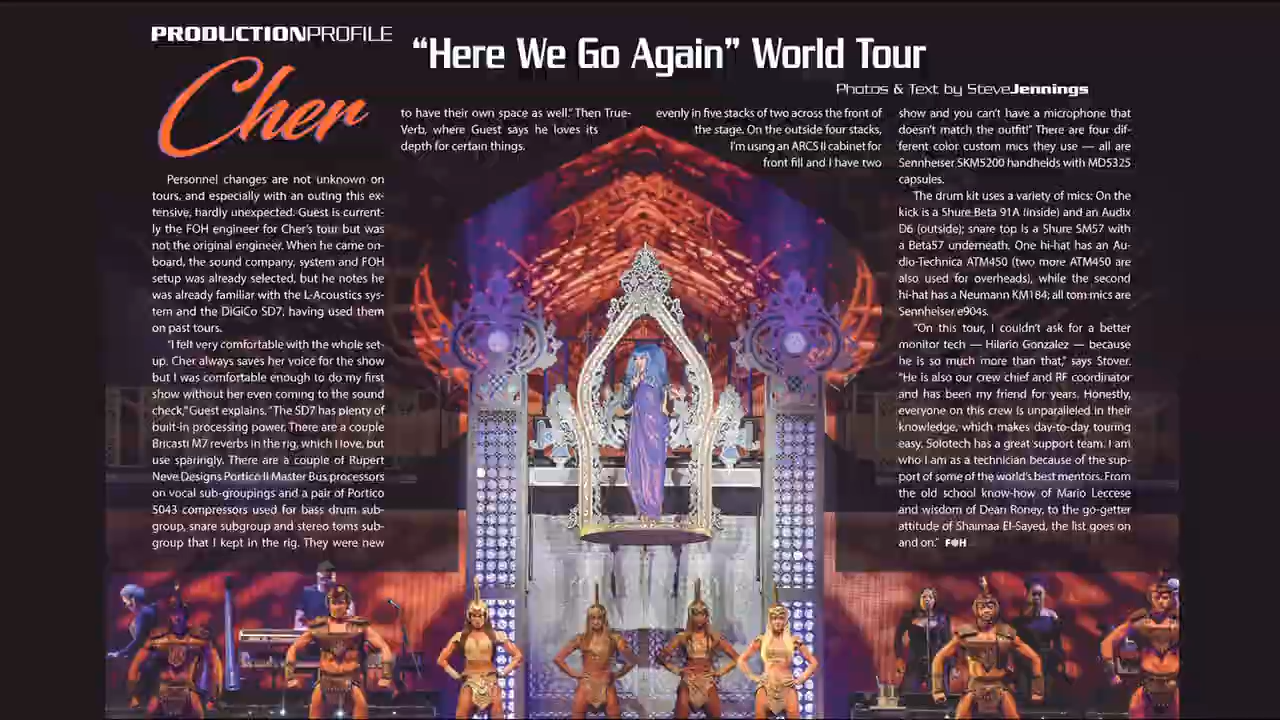 PRODUCTIONPROFILE
Cher
“Here We Go Again” World Tour
Photos & Text by SteveJennings
Personnel changes are not unknown on
tours, and especially with an outing this ex-
tensive, hardly unexpected. Guest is current-
ly the FOH engineer for Cher’s tour but was
not the original engineer. When he came on-
board, the sound company, system and FOH
setup was already selected, but he notes he
was already familiar with the L-Acoustics sys-
tem and the DiGiCo SD7, having used them
on past tours.
“I felt very comfortable with the whole set-
up. Cher always saves her voice for the show
but I was comfortable enough to do my first
show without her even coming to the sound
check,” Guest explains. “The SD7 has plenty of
built-in processing power. There are a couple
Bricasti M7 reverbs in the rig, which I love, but
use sparingly. There are a couple of Rupert
Neve Designs Portico II Master Bus processors
on vocal sub-groupings and a pair of Portico
5043 compressors used for bass drum sub-
group, snare subgroup and stereo toms sub-
group that I kept in the rig. They were new
to have their own space as well.” Then True-
Verb, where Guest says he loves its
depth for certain things.
evenly in five stacks of two across the front of
the stage. On the outside four stacks,
I’m using an ARCS II cabinet for
front fill and I have two
show and you can’t have a microphone that
doesn’t match the outfit!” There are four dif-
ferent color custom mics they use — all are
Sennheiser SKM5200 handhelds with MD5325
capsules.
The drum kit uses a variety of mics: On the
kick is a Shure Beta 91A (inside) and an Audix
D6 (outside); snare top is a Shure SM57 with
a Beta57 underneath. One hi-hat has an Au-
dio-Technica ATM450 (two more ATM450 are
also used for overheads), while the second
hi-hat has a Neumann KM184; all tom mics are
Sennheiser e904s.
“On this tour, I couldn’t ask for a better
monitor tech — Hilario Gonzalez — because
he is so much more than that,” says Stover.
“He is also our crew chief and RF coordinator
and has been my friend for years. Honestly,
everyone on this crew is unparalleled in their
knowledge, which makes day-to-day touring
easy. Solotech has a great support team. I am
who I am as a technician because of the sup-
port of some of the world’s best mentors. From
the old school know-how of Mario Leccese
and wisdom of Dean Roney, to the go-getter
attitude of Shaimaa El-Sayed, the list goes on
and on.” FOH